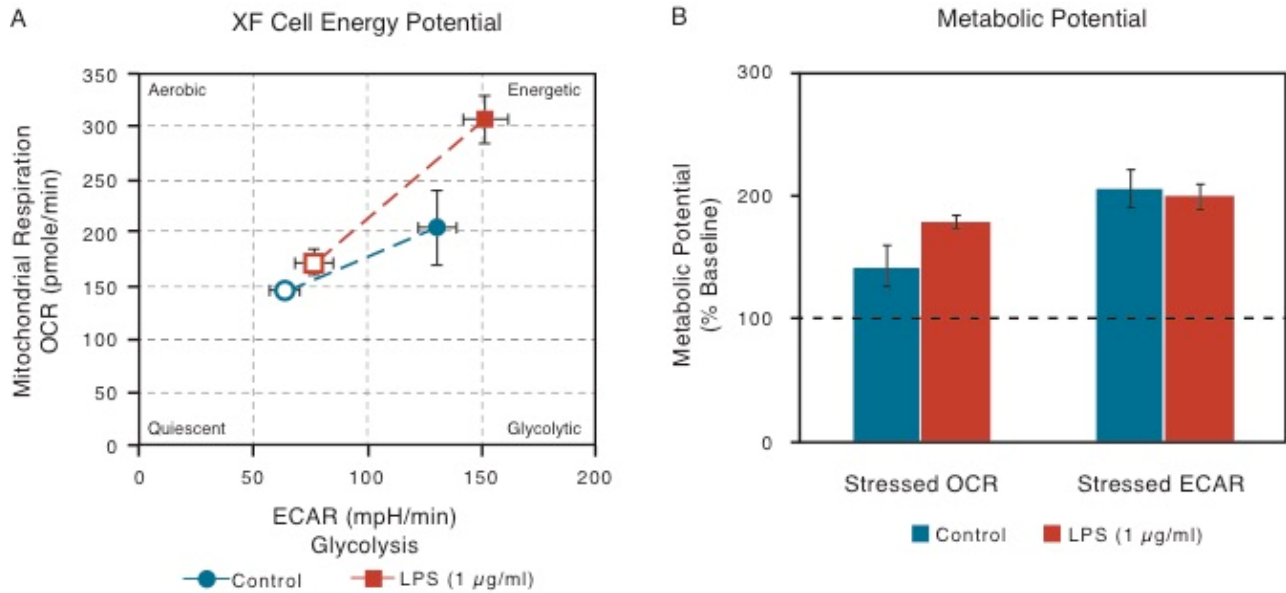 A
XF Cell Energy Potential
Mitochondrial Respiration
OCR (pmole/min)
350
300
250
200
150
100
50
0
Aerobic
Energetic
Quiescent
Glycolytic
0 50 100 150 200
ECAR (mpH/min)
Glycolysis
Control LPS (1 µg/ml)
B
Metabolic Potential
Metabolic Potential
(% Baseline)
300
200
100
0
Stressed OCR Stressed ECAR
Control LPS (1 µg/ml)